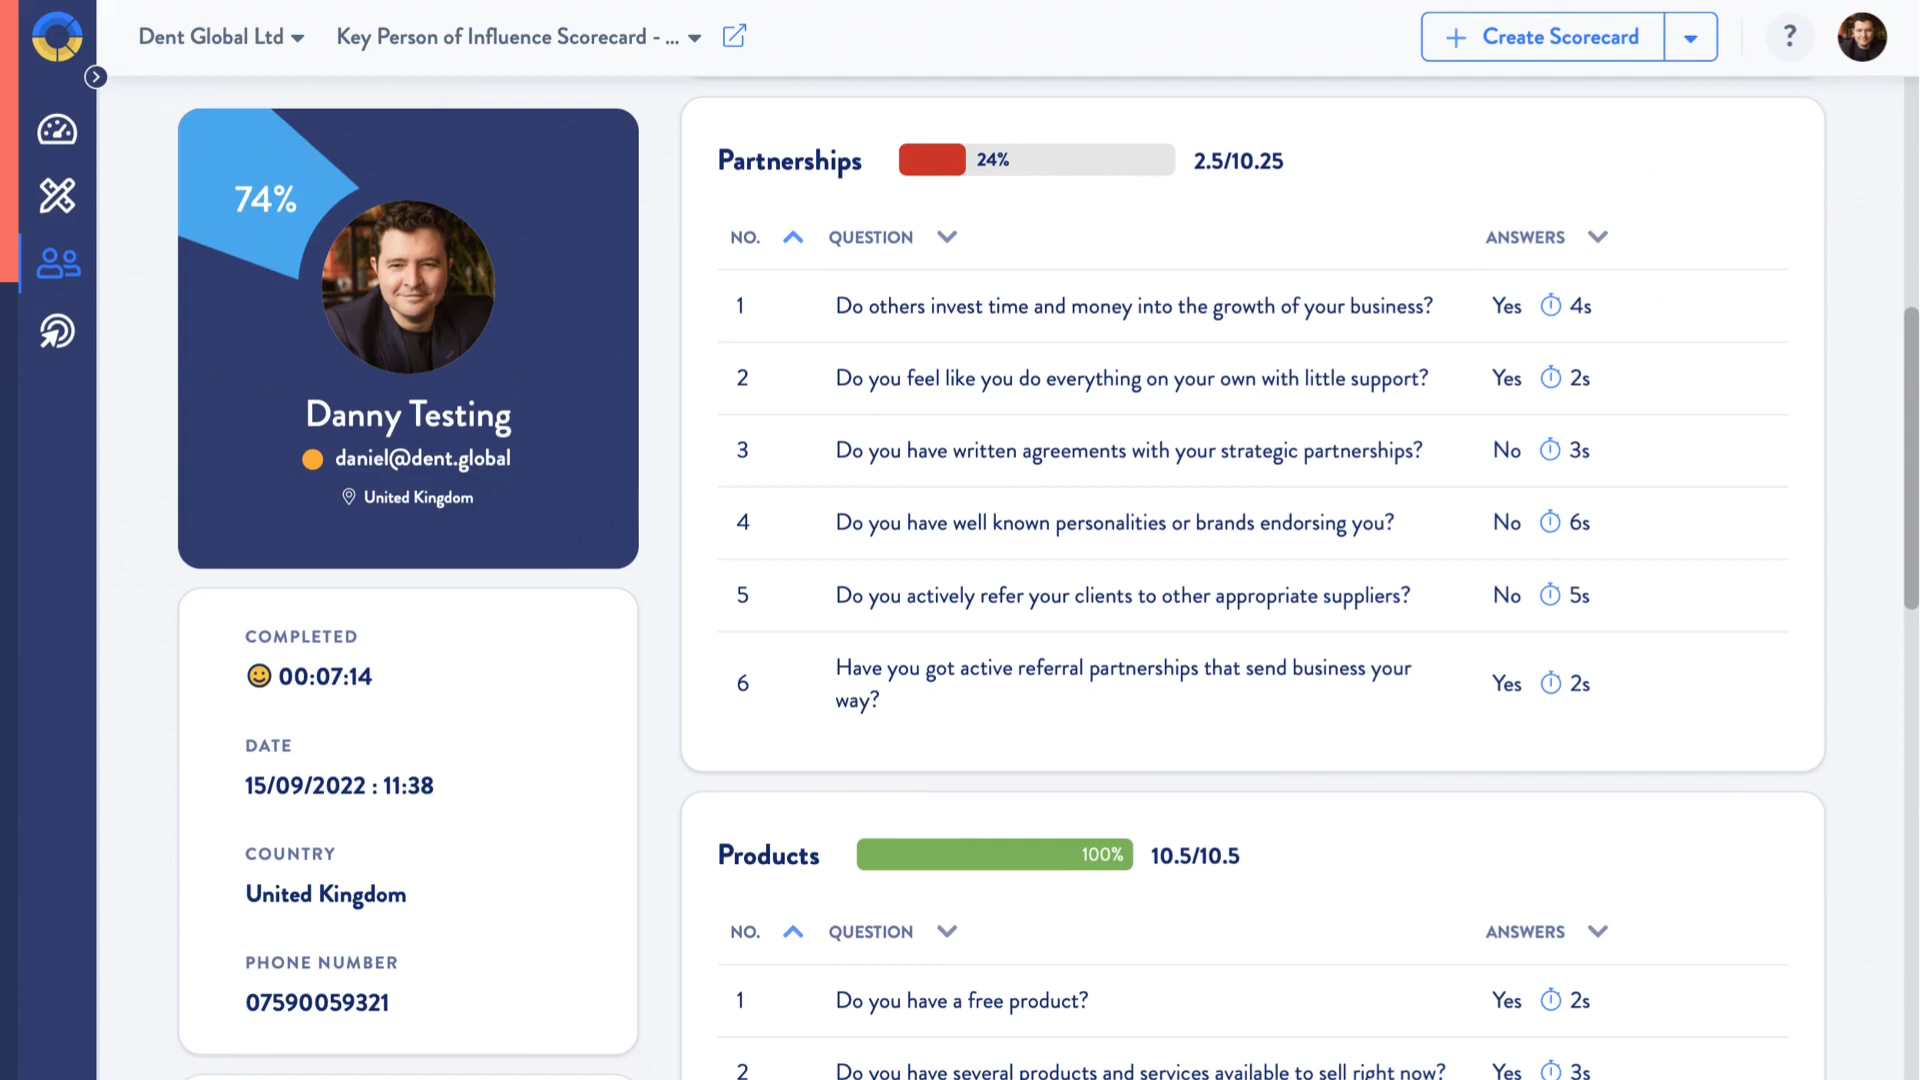 Dent Global Ltd
Key Person of Influence Scorecard - ...
+ Create Scorecard
?
74%
Danny Testing
daniel@dent.global
United Kingdom
COMPLETED
00:07:14
DATE
15/09/2022 : 11:38
COUNTRY
United Kingdom
PHONE NUMBER
07590059321
Partnerships 24% 2.5/10.25
NO. QUESTION ANSWERS
1 Do others invest time and money into the growth of your business? Yes 4s
2 Do you feel like you do everything on your own with little support? Yes 2s
3 Do you have written agreements with your strategic partnerships? No 3s
4 Do you have well known personalities or brands endorsing you? No 6s
5 Do you actively refer your clients to other appropriate suppliers? No 5s
6 Have you got active referral partnerships that send business your
way? Yes 2s
Products 100% 10.5/10.5
NO. QUESTION ANSWERS
1 Do you have a free product? Yes 2s
2 Do you have several products and services available to sell right now? Yes 3s